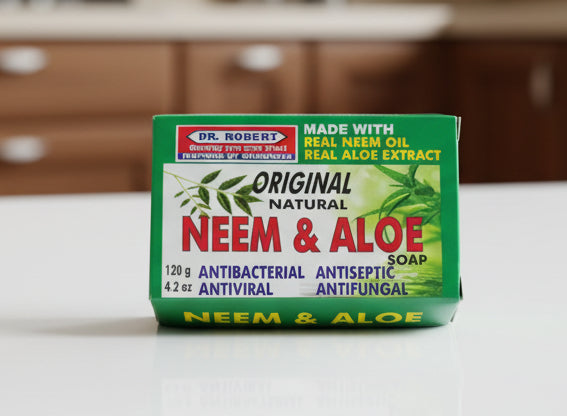 DR. ROBERT
MADE WITH
REAL NEEM OIL
REAL ALOE EXTRACT
ORIGINAL
NATURAL
NEEM & ALOE
SOAP
120 g ANTIBACTERIAL ANTISEPTIC
4.2 oz ANTIVIRAL ANTIFUNGAL
NEEM & ALOE